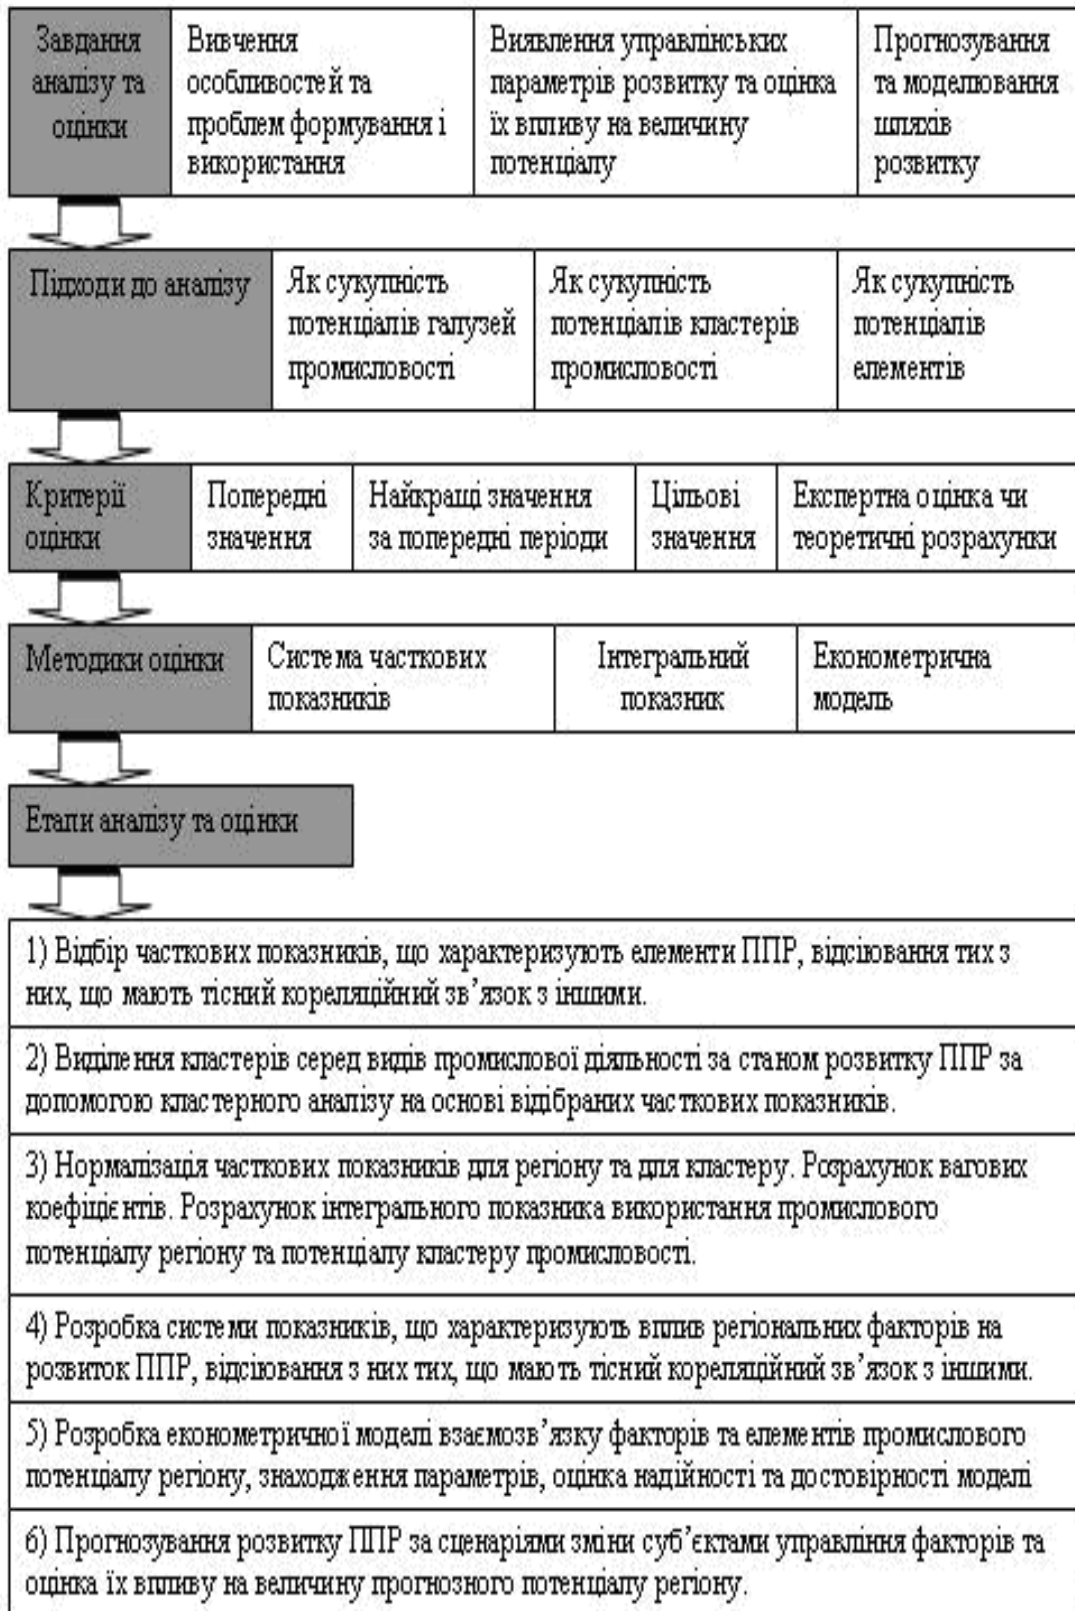 Завдання
аналізу та
оцінки
Вивчення
особливостей та
проблем формування і
використання
Виявлення управлінських
параметрів розвитку та оцінка
їх впливу на величину
потенціалу
Прогнозування
та моделювання
шляхів
розвитку
Підходи до аналізу
Як сукупність
потенціалів галузей
промисловості
Як сукупність
потенціалів кластерів
промисловості
Як сукупність
потенціалів
елементів
Критерії
оцінки
Попередні
значення
Найкращі значення
за попередні періоди
Цільові
значення
Експертна оцінка чи
теоретичні розрахунки
Методики оцінки
Система часткових
показників
Інтегральний
показник
Економетрична
модель
Етапи аналізу та оцінки
1) Відбір часткових показників, що характеризують елементи ППР, відсіювання тих з
них, що мають тісний кореляційний зв’язок з іншими.
2) Виділення кластерів серед видів промислової діяльності за станом розвитку ППР за
допомогою кластерного аналізу на основі відібраних часткових показників.
3) Нормалізація часткових показників для регіону та для кластеру. Розрахунок вагових
коефіцієнтів. Розрахунок інтегрального показника використання промислового
потенціалу регіону та потенціалу кластеру промисловості.
4) Розробка системи показників, що характеризують вплив регіональних факторів на
розвиток ППР, відсіювання з них тих, що мають тісний кореляційний зв’язок з іншими.
5) Розробка економетричної моделі взаємозв’язку факторів та елементів промислового
потенціалу регіону, знаходження параметрів, оцінка надійності та достовірності моделі
6) Прогнозування розвитку ППР за сценаріями зміни суб’єктами управління факторів та
оцінка їх впливу на величину прогнозного потенціалу регіону.